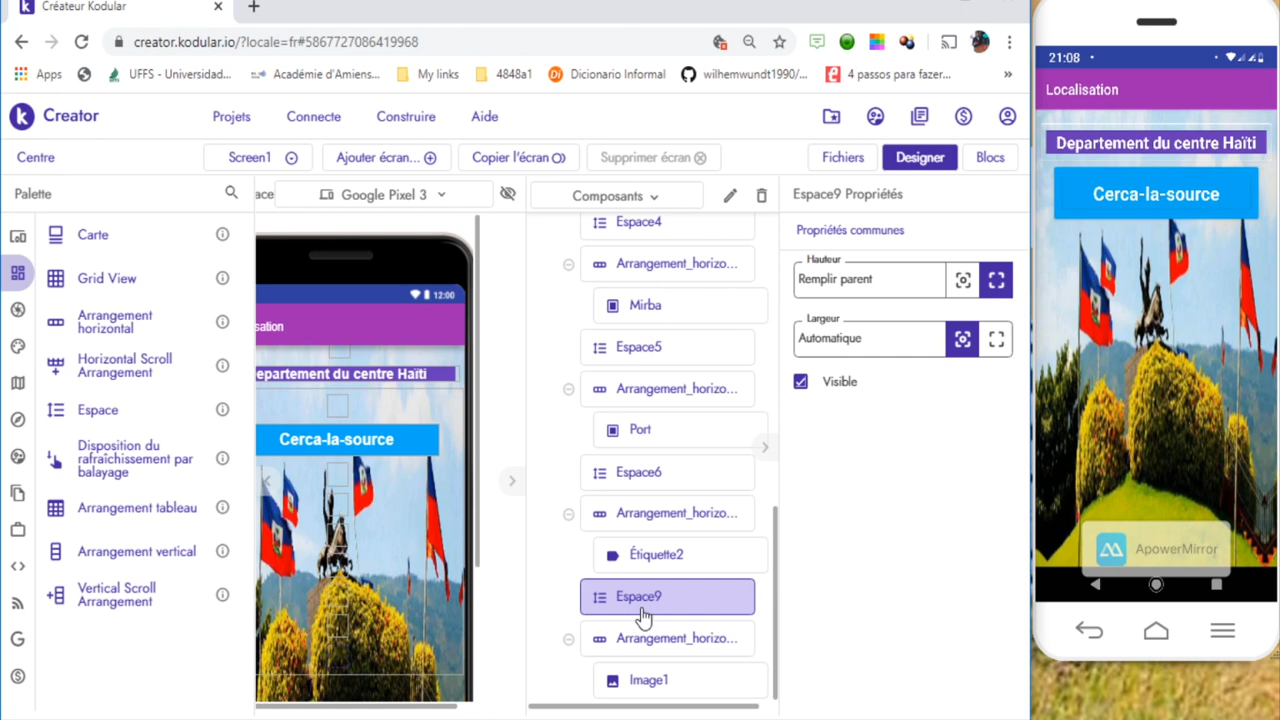 Créateur Kodular
creator.kodular.io/?locale=fr#5867727086419968
Apps
UFFS - Universidad...
Académie d'Amiens...
My links
4848a1
Dicionario Informal
wilhemwundt1990/...
4 passos para fazer...
»
Creator
Projets
Connecte
Construire
Aide
Centre
Screen1
Ajouter écran...
Copier l'écran
Supprimer écran
Fichiers
Designer
Blocs
Palette
Google Pixel 3
Composants
Espace9 Propriétés
Propriétés communes
Carte
Grid View
Arrangement
horizontal
Horizontal Scroll
Arrangement
Espace
Disposition du
rafraîchissement par
balayage
Arrangement tableau
Arrangement vertical
Vertical Scroll
Arrangement
12:00
sation
epartement du centre Haïti
Cerca-la-source
Espace4
Arrangement_horizo...
Mirba
Espace5
Arrangement_horizo...
Port
Espace6
Arrangement_horizo...
Étiquette2
Espace9
Arrangement_horizo...
Image1
Hauteur
Remplir parent
Largeur
Automatique
Visible
21:08
Localisation
Departement du centre Haïti
Cerca-la-source
ApowerMirror